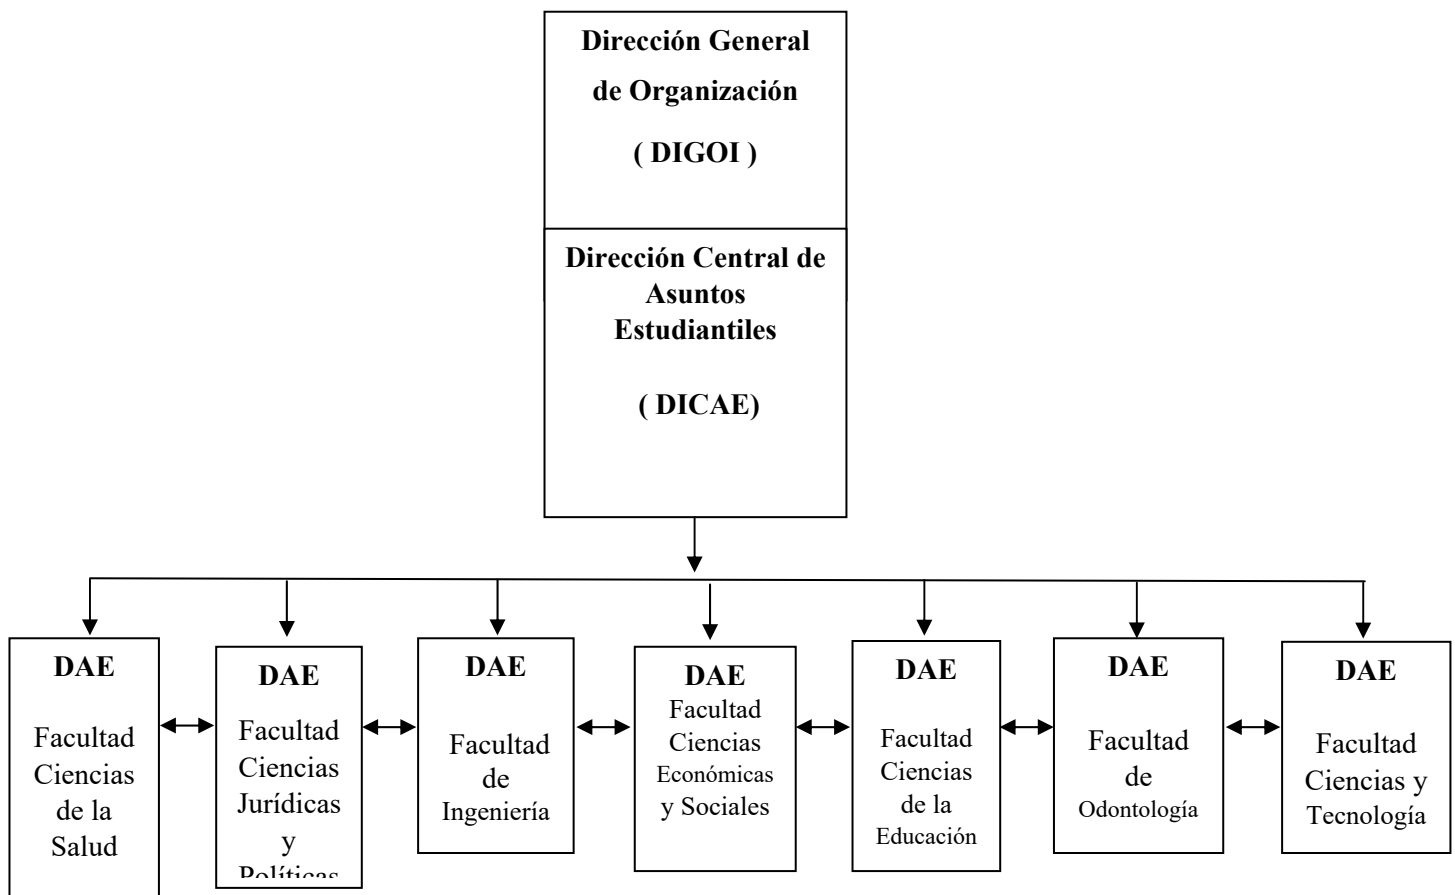 Dirección General
de Organización
( DIGOI )
Dirección Central de
Asuntos
Estudiantiles
( DICAE)
DAE
Facultad
Ciencias
de la
Salud
DAE
Facultad
Ciencias
Jurídicas
y
Políticas
DAE
Facultad
de
Ingeniería
DAE
Facultad
Ciencias
Económicas
y Sociales
DAE
Facultad
Ciencias
de la
Educación
DAE
Facultad
de
Odontología
DAE
Facultad
Ciencias y
Tecnología